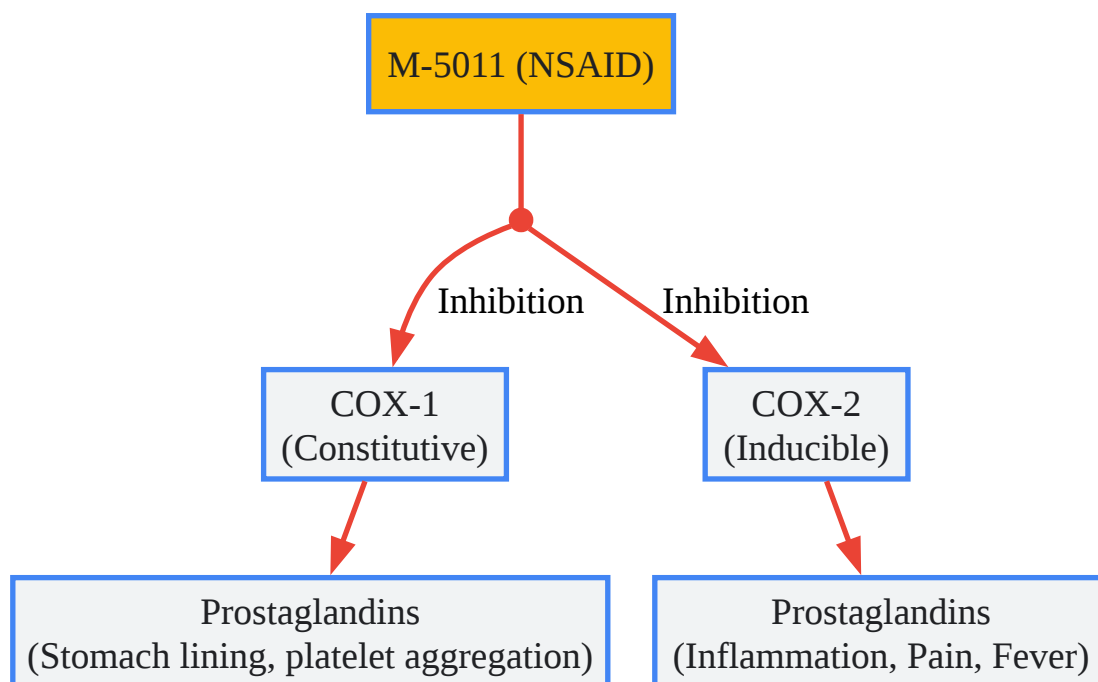 M-5011 (NSAID)
Inhibition
Inhibition
COX-1
(Constitutive)
COX-2
(Inducible)
Prostaglandins
(Stomach lining, platelet aggregation)
Prostaglandins
(Inflammation, Pain, Fever)